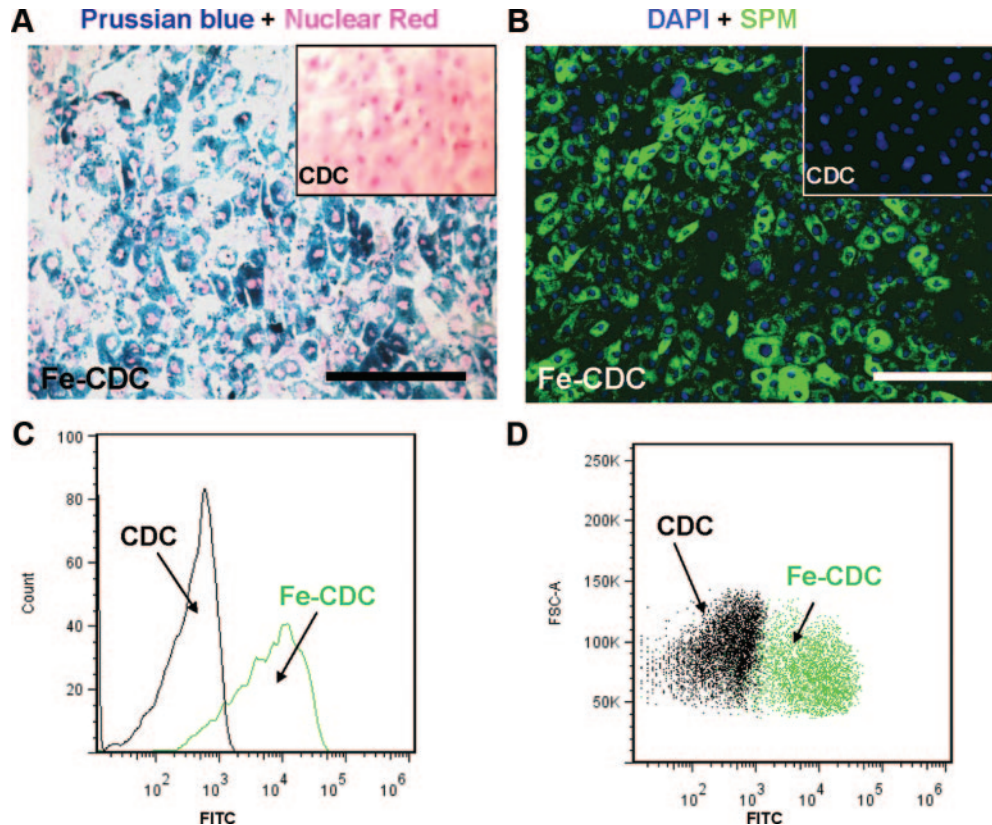 A Prussian blue + Nuclear Red
CDC
Fe-CDC
B DAPI + SPM
CDC
Fe-CDC
C
100
80
60
40
20
Count
CDC
Fe-CDC
10^2 10^3 10^4 10^5 10^6
FITC
D
250K
200K
150K
100K
50K
FSC-A
CDC
Fe-CDC
10^2 10^3 10^4 10^5 10^6
FITC